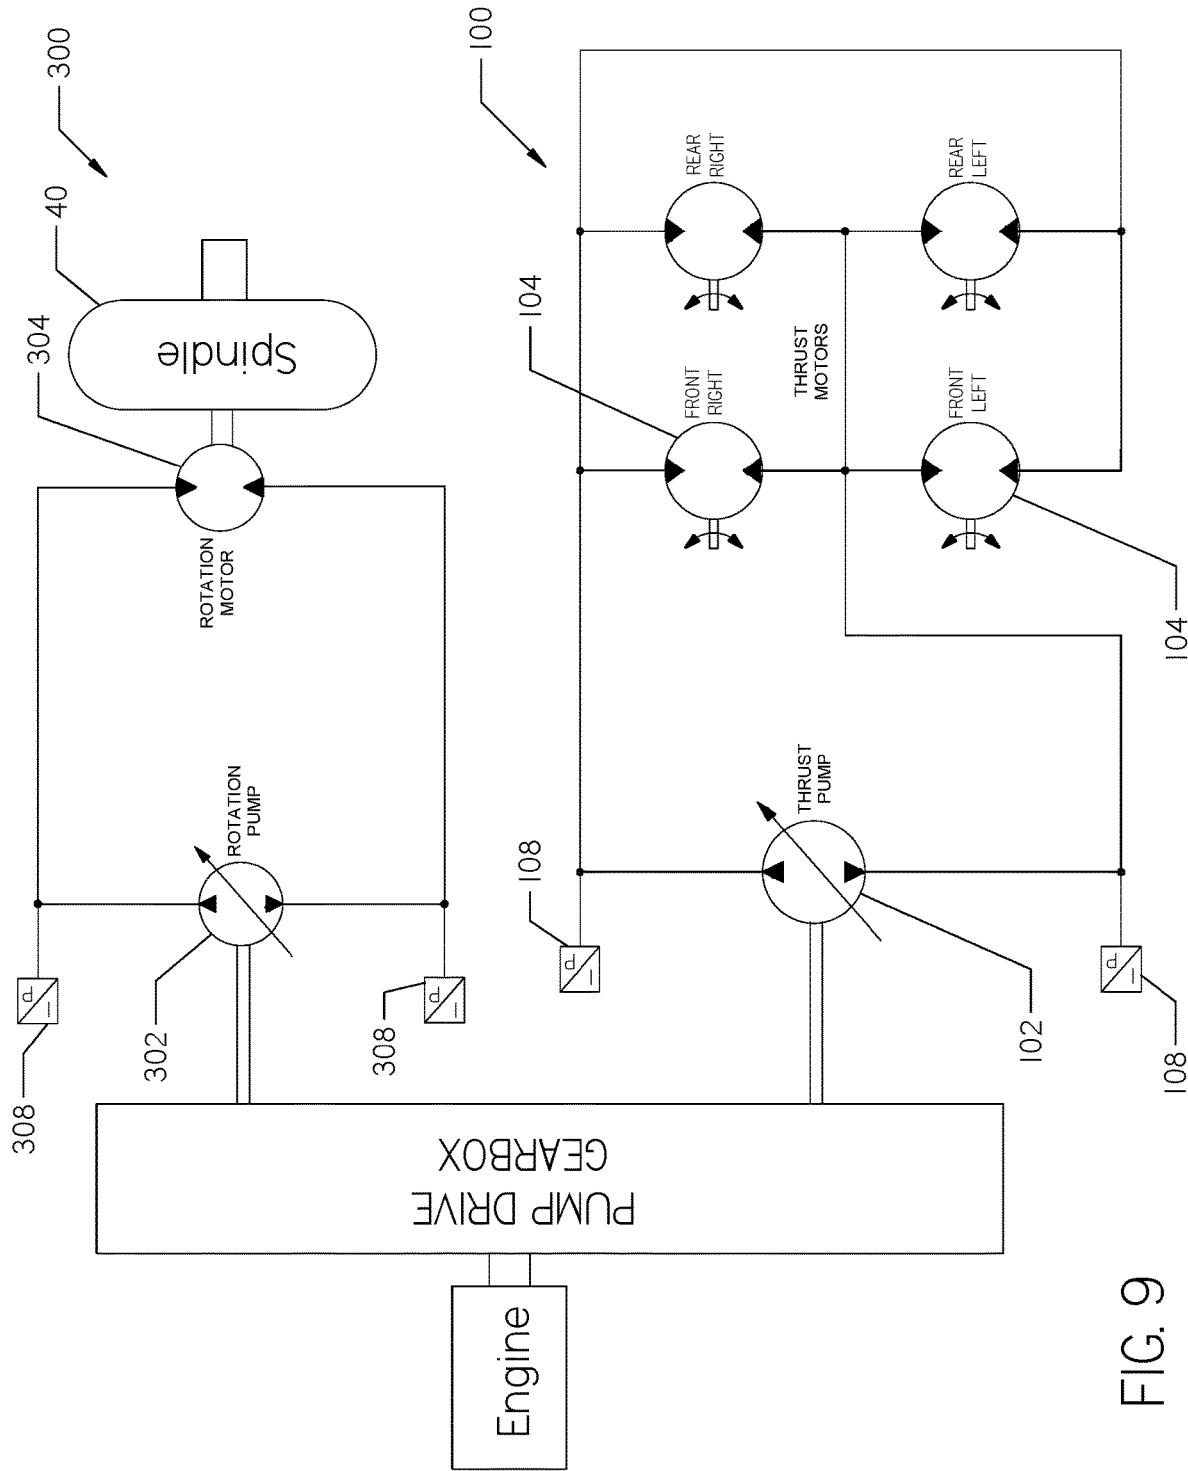 300
40
304
Spindle
ROTATION
MOTOR
ROTATION
PUMP
302
308
308
p
I
p
I
100
REAR
RIGHT
REAR
LEFT
104
FRONT
RIGHT
THRUST
MOTORS
FRONT
LEFT
104
THRUST
PUMP
108
p
I
102
p
I
108
PUMP DRIVE
GEARBOX
Engine
FIG. 9